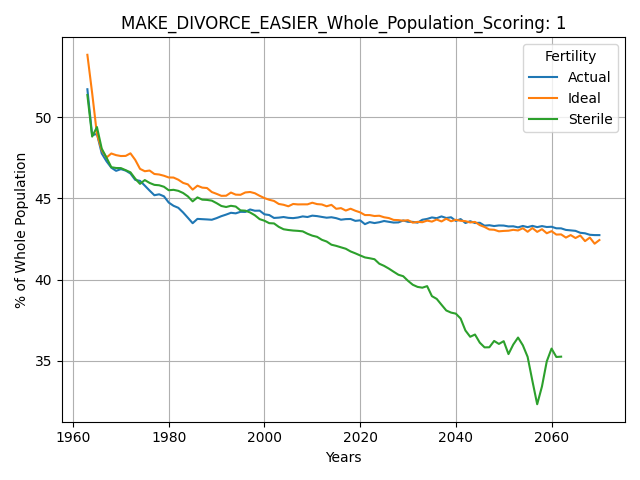 MAKE_DIVORCE_EASIER_Whole_Population_Scoring: 1
Fertility
Actual
Ideal
Sterile
% of Whole Population
50
45
40
35
1960
1980
2000
2020
2040
2060
Years